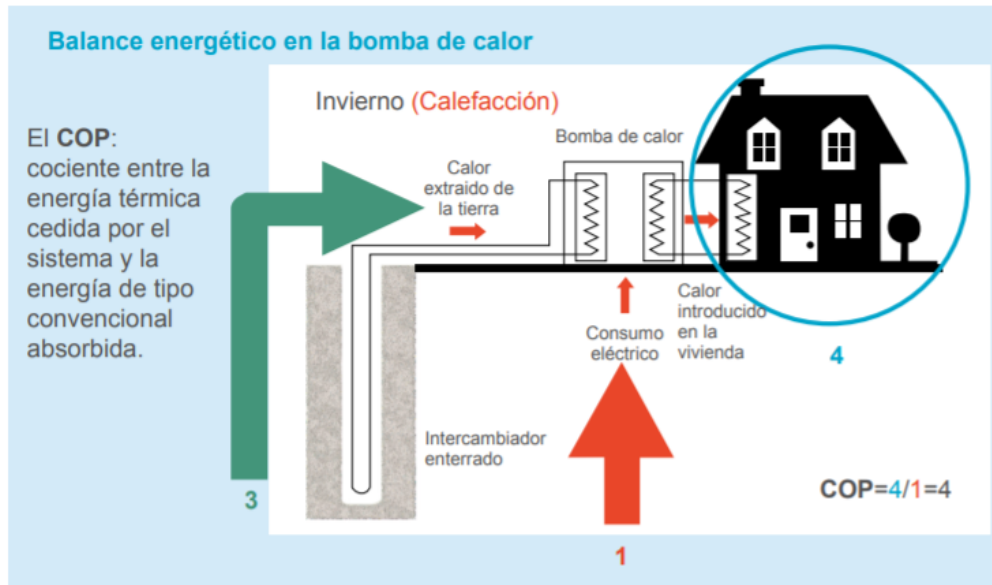 Balance energético en la bomba de calor
El COP:
cociente entre la
energía térmica
cedida por el
sistema y la
energía de tipo
convencional
absorbida.
Invierno (Calefacción)
Bomba de calor
Calor
extraido de
la tierra
Consumo
eléctrico
Calor
introducido
en la
vivienda
4
Intercambiador
enterrado
3
COP=4/1=4
1